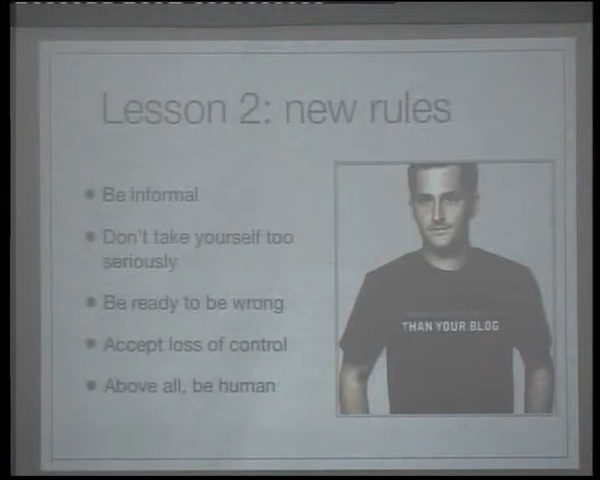 Lesson 2: new rules
Be informal
Don't take yourself too
seriously
Be ready to be wrong
Accept loss of control
Above all, be human
THAN YOUR BLOG